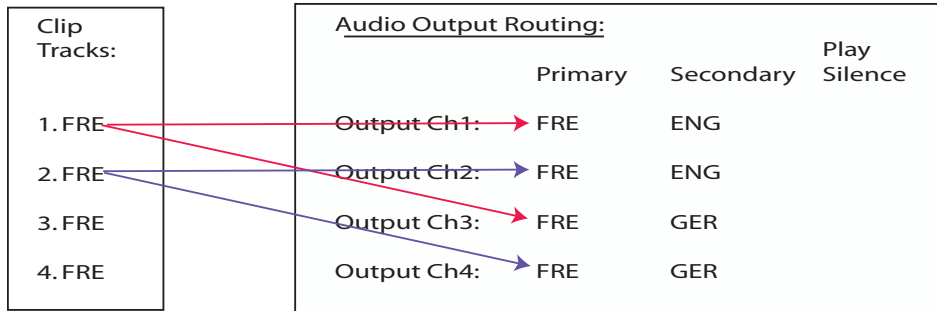 Clip
Tracks:
1. FRE
2. FRE
3. FRE
4. FRE
Audio Output Routing:
Primary Secondary Play Silence
Output Ch1: FRE ENG
Output Ch2: FRE ENG
Output Ch3: FRE GER
Output Ch4: FRE GER